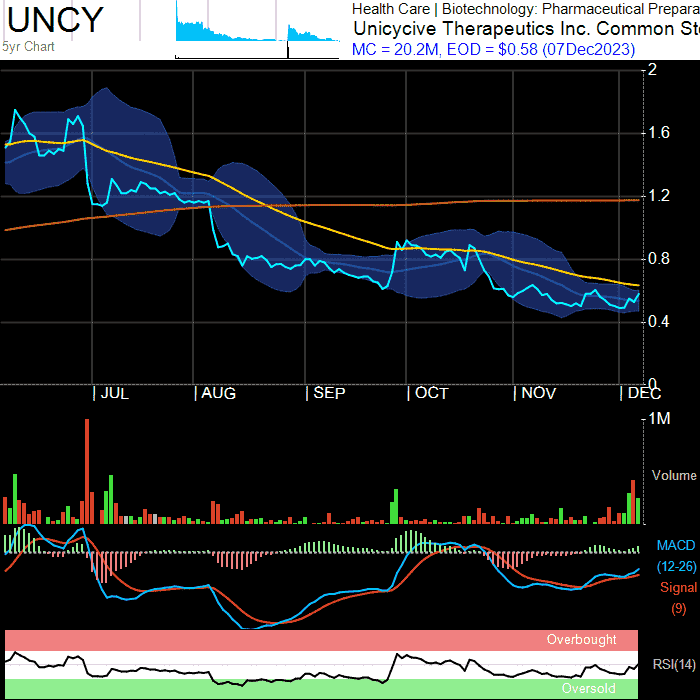 UNCY
5yr Chart
Health Care | Biotechnology: Pharmaceutical Prepara
Unicycive Therapeutics Inc. Common Sto
MC = 20.2M, EOD = $0.58 (07Dec2023)
2
1.6
1.2
0.8
0.4
0
| JUL | AUG | SEP | OCT | NOV | DEC
1M
Volume
MACD
(12-26)
Signal
(9)
Overbought
RSI(14)
Oversold